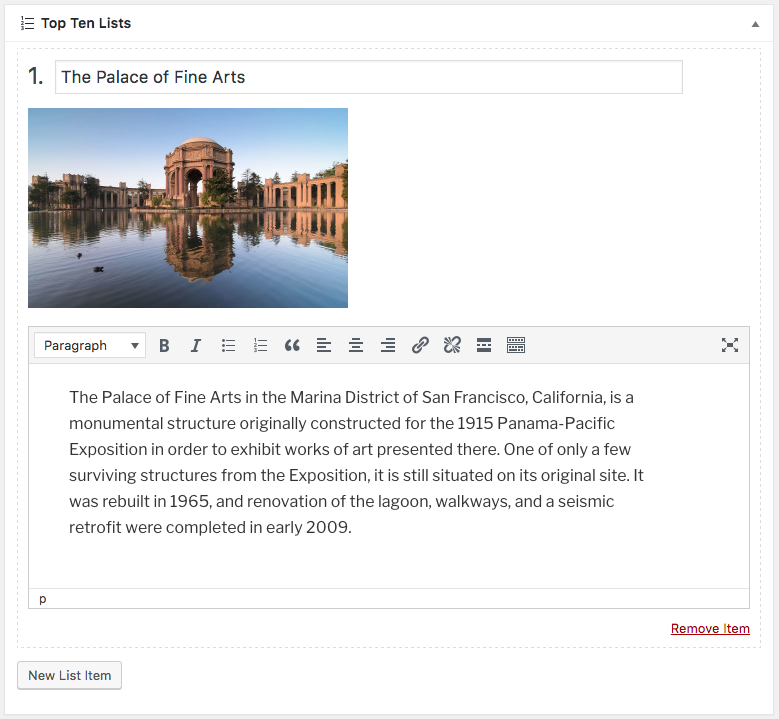 Top Ten Lists
1. The Palace of Fine Arts
Paragraph
The Palace of Fine Arts in the Marina District of San Francisco, California, is a
monumental structure originally constructed for the 1915 Panama-Pacific
Exposition in order to exhibit works of art presented there. One of only a few
surviving structures from the Exposition, it is still situated on its original site. It
was rebuilt in 1965, and renovation of the lagoon, walkways, and a seismic
retrofit were completed in early 2009.
p
Remove Item
New List Item